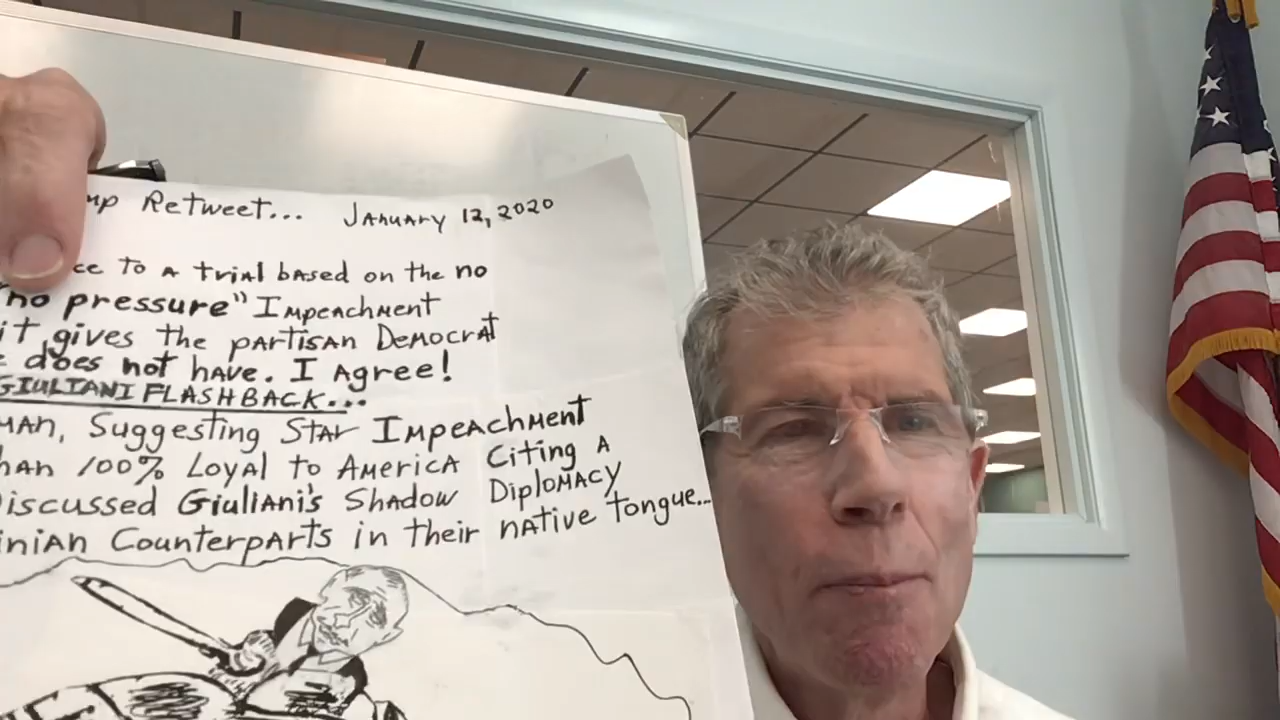 mp Retweet... January 12, 2020
ce to a trial based on the no
"no pressure" Impeachment
it gives the partisan Democrat
does not have. I Agree!
GIULIANI FLASHBACK...
man, Suggesting Star Impeachment
han 100% Loyal to America Citing A
Discussed Giuliani's Shadow Diplomacy
inian Counterparts in their native tongue...